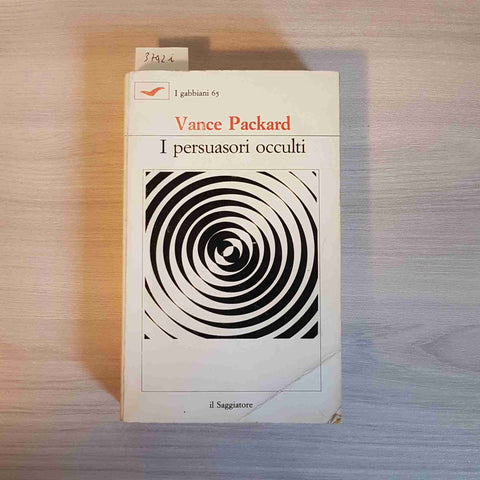 3792 i
I gabbiani 65
Vance Packard
I persuasori occulti
il Saggiatore